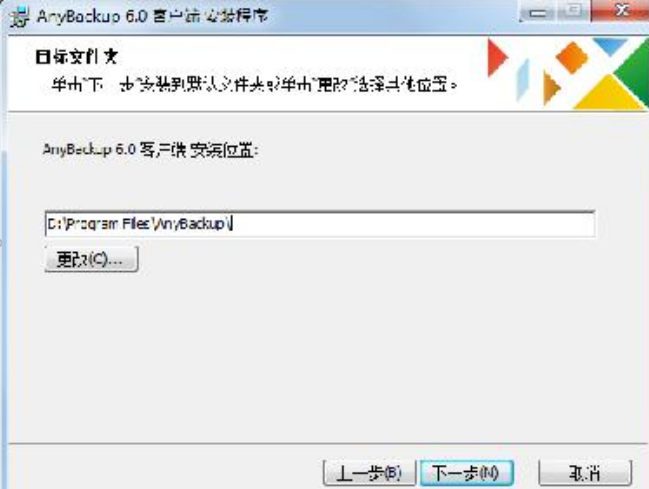 AnyBackup 6.0 客户端 安装程序
目标文件夹
单击"下一步"安装到默认文件夹或单击"更改"选择其他位置。
AnyBackup 6.0 客户端 安装位置:
D:\Program Files\AnyBackup\
更改(C)...
上一步(B)
下一步(N)
取消